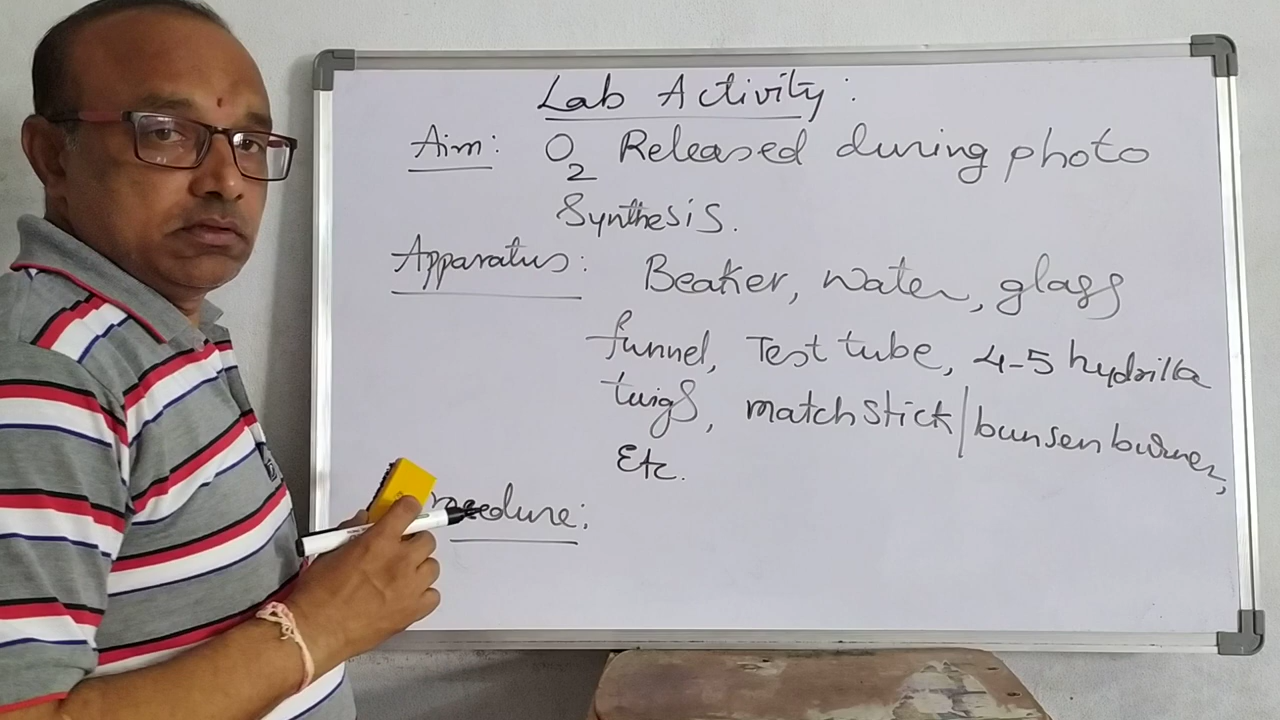 Lab Activity:
Aim: O2 Released during photo
Synthesis.
Apparatus: Beaker, water, glass
funnel, Test tube, 4-5 hydrilla
twigs, matchstick/bunsen burner,
Etc.